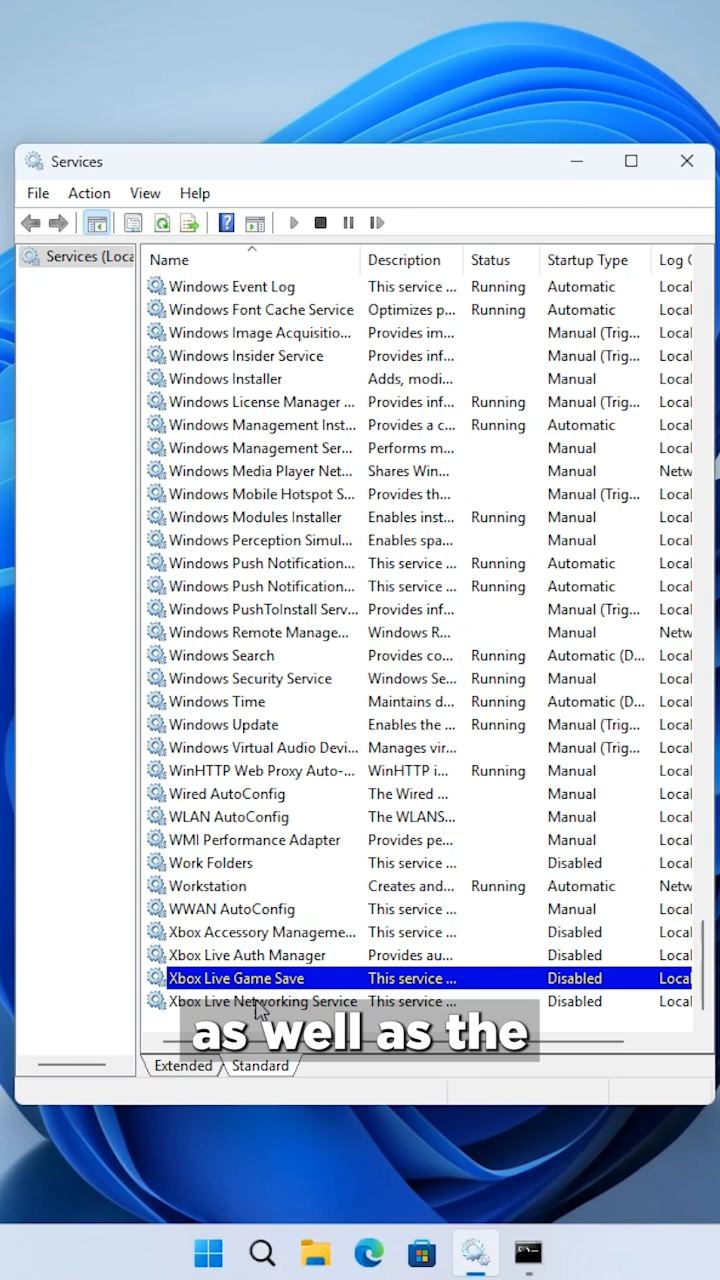 Services
File Action View Help
Services (Loca
Name Description Status Startup Type Log O
Windows Event Log This service ... Running Automatic Local
Windows Font Cache Service Optimizes p... Running Automatic Local
Windows Image Acquisitio... Provides im... Manual (Trig... Local
Windows Insider Service Provides inf... Manual (Trig... Local
Windows Installer Adds, modi... Manual Local
Windows License Manager ... Provides inf... Running Manual (Trig... Local
Windows Management Inst... Provides a c... Running Automatic Local
Windows Management Ser... Performs m... Manual Local
Windows Media Player Net... Shares Win... Manual Netw
Windows Mobile Hotspot S... Provides th... Manual (Trig... Local
Windows Modules Installer Enables inst... Running Manual Local
Windows Perception Simul... Enables spa... Manual Local
Windows Push Notification... This service ... Running Automatic Local
Windows Push Notification... This service ... Running Automatic Local
Windows PushToInstall Serv... Provides inf... Manual (Trig... Local
Windows Remote Manage... Windows R... Manual Netw
Windows Search Provides co... Running Automatic (D... Local
Windows Security Service Windows Se... Running Manual Local
Windows Time Maintains d... Running Automatic (D... Local
Windows Update Enables the ... Running Manual (Trig... Local
Windows Virtual Audio Devi... Manages vir... Manual (Trig... Local
WinHTTP Web Proxy Auto-... WinHTTP i... Running Manual Local
Wired AutoConfig The Wired ... Manual Local
WLAN AutoConfig The WLANS... Manual Local
WMI Performance Adapter Provides pe... Manual Local
Work Folders This service ... Disabled Local
Workstation Creates and... Running Automatic Netw
WWAN AutoConfig This service ... Manual Local
Xbox Accessory Manageme... This service ... Disabled Local
Xbox Live Auth Manager Provides au... Disabled Local
Xbox Live Game Save This service ... Disabled Local
Xbox Live Networking Service This service ... Disabled Local
as well as the
Extended Standard